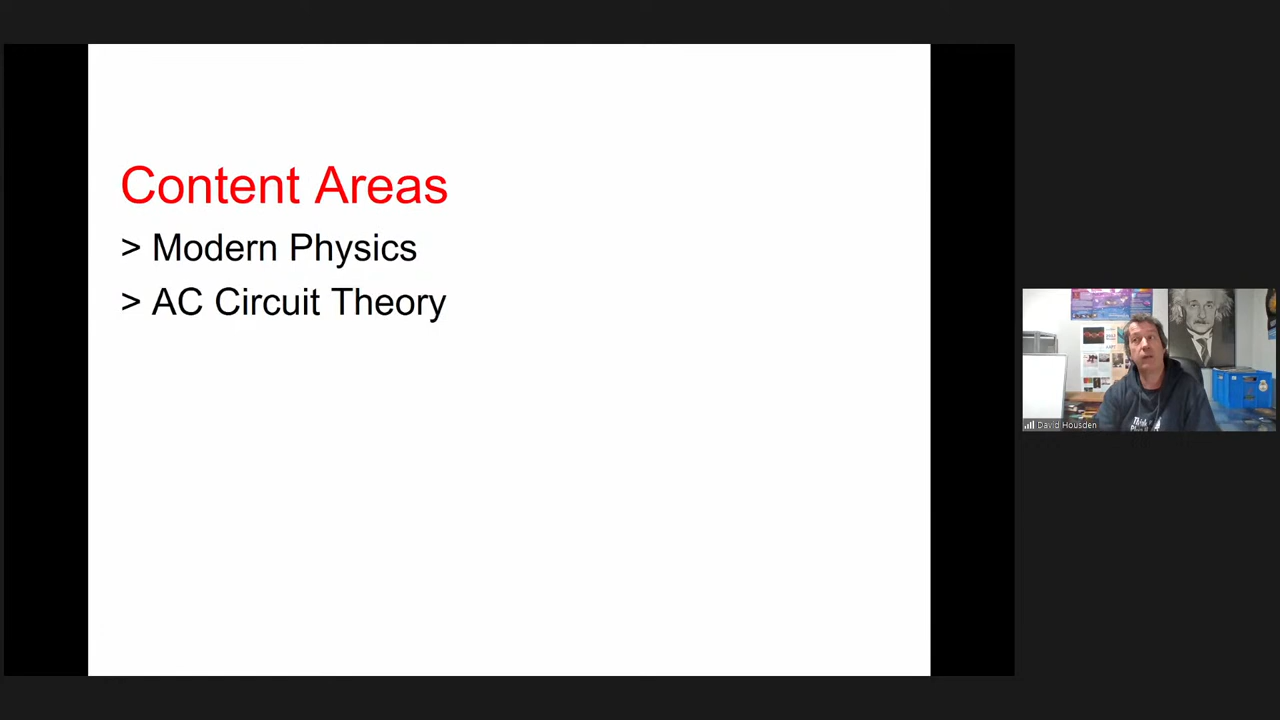 Content Areas
> Modern Physics
> AC Circuit Theory
David Housden